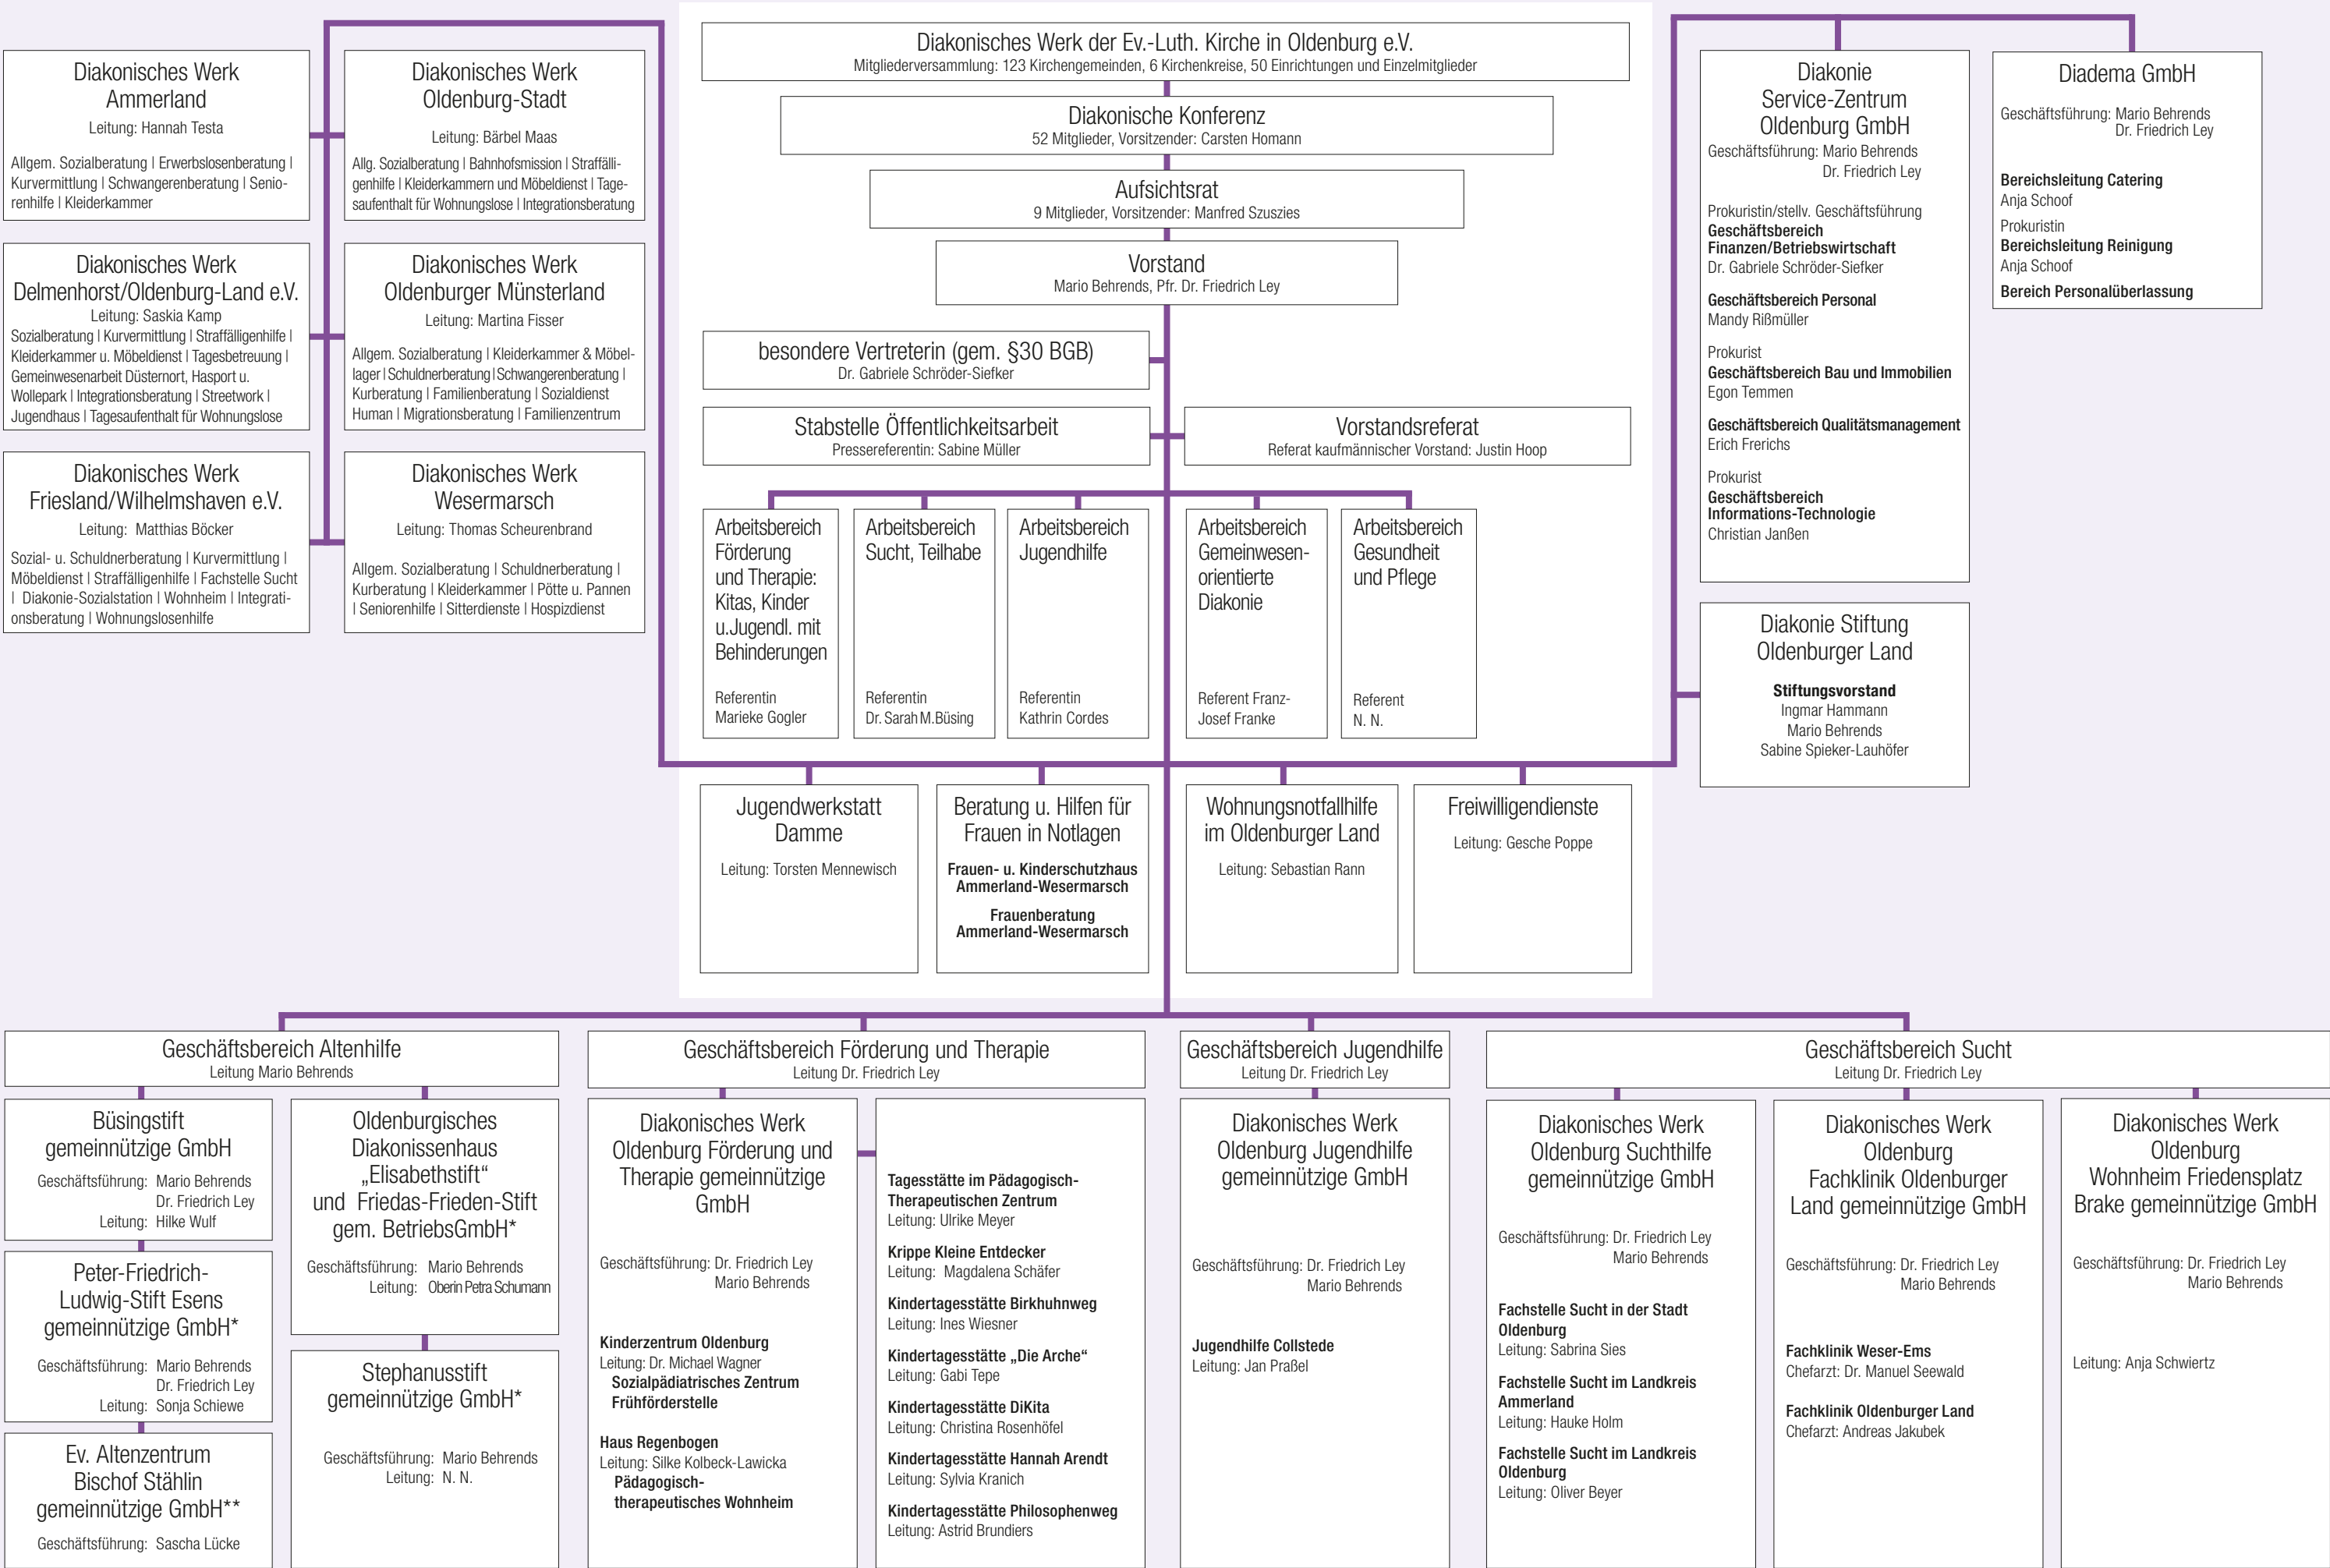 Diakonisches Werk der Ev.-Luth. Kirche in Oldenburg e.V.
Mitgliederversammlung: 123 Kirchengemeinden, 6 Kirchenkreise, 50 Einrichtungen und Einzelmitglieder
Diakonische Konferenz
52 Mitglieder, Vorsitzender: Carsten Homann
Aufsichtsrat
9 Mitglieder, Vorsitzender: Manfred Szuszies
Vorstand
Mario Behrends, Pfr. Dr. Friedrich Ley
besondere Vertreterin (gem. §30 BGB)
Dr. Gabriele Schröder-Siefker
Stabstelle Öffentlichkeitsarbeit
Pressereferentin: Sabine Müller
Vorstandsreferat
Referat kaufmännischer Vorstand: Justin Hoop
Arbeitsbereich
Förderung
und Therapie:
Kitas, Kinder
u.Jugendl. mit
Behinderungen
Referentin
Marieke Gogler
Arbeitsbereich
Sucht, Teilhabe
Referentin
Dr. Sarah M.Büsing
Arbeitsbereich
Jugendhilfe
Referentin
Kathrin Cordes
Arbeitsbereich
Gemeinwesen-
orientierte
Diakonie
Referent Franz-
Josef Franke
Arbeitsbereich
Gesundheit
und Pflege
Referent
N. N.
Diakonisches Werk
Ammerland
Leitung: Hannah Testa
Allgem. Sozialberatung | Erwerbslosenberatung |
Kurvermittlung | Schwangerenberatung | Senio-
renhilfe | Kleiderkammer
Diakonisches Werk
Oldenburg-Stadt
Leitung: Bärbel Maas
Allg. Sozialberatung | Bahnhofsmission | Straffälli-
genhilfe | Kleiderkammern und Möbeldienst | Tage-
saufenthalt für Wohnungslose | Integrationsberatung
Diakonisches Werk
Delmenhorst/Oldenburg-Land e.V.
Leitung: Saskia Kamp
Sozialberatung | Kurvermittlung | Straffälligenhilfe |
Kleiderkammer u. Möbeldienst | Tagesbetreuung |
Gemeinwesenarbeit Düsternort, Hasport u.
Wollepark | Integrationsberatung | Streetwork |
Jugendhaus | Tagesaufenthalt für Wohnungslose
Diakonisches Werk
Oldenburger Münsterland
Leitung: Martina Fisser
Allgem. Sozialberatung | Kleiderkammer & Möbel-
lager | Schuldnerberatung | Schwangerenberatung |
Kurberatung | Familienberatung | Sozialdienst
Human | Migrationsberatung | Familienzentrum
Diakonisches Werk
Friesland/Wilhelmshaven e.V.
Leitung: Matthias Böcker
Sozial- u. Schuldnerberatung | Kurvermittlung |
Möbeldienst | Straffälligenhilfe | Fachstelle Sucht
| Diakonie-Sozialstation | Wohnheim | Integrati-
onsberatung | Wohnungslosenhilfe
Diakonisches Werk
Wesermarsch
Leitung: Thomas Scheurenbrand
Allgem. Sozialberatung | Schuldnerberatung |
Kurberatung | Kleiderkammer | Pötte u. Pannen
| Seniorenhilfe | Sitterdienste | Hospizdienst
Diakonie
Service-Zentrum
Oldenburg GmbH
Geschäftsführung: Mario Behrends
Dr. Friedrich Ley
Prokuristin/stellv. Geschäftsführung
Geschäftsbereich
Finanzen/Betriebswirtschaft
Dr. Gabriele Schröder-Siefker
Geschäftsbereich Personal
Mandy Rißmüller
Prokurist
Geschäftsbereich Bau und Immobilien
Egon Temmen
Geschäftsbereich Qualitätsmanagement
Erich Frerichs
Prokurist
Geschäftsbereich
Informations-Technologie
Christian Janßen
Diadema GmbH
Geschäftsführung: Mario Behrends
Dr. Friedrich Ley
Bereichsleitung Catering
Anja Schoof
Prokuristin
Bereichsleitung Reinigung
Anja Schoof
Bereich Personalüberlassung
Diakonie Stiftung
Oldenburger Land
Stiftungsvorstand
Ingmar Hammann
Mario Behrends
Sabine Spieker-Lauhöfer
Jugendwerkstatt
Damme
Leitung: Torsten Mennewisch
Beratung u. Hilfen für
Frauen in Notlagen
Frauen- u. Kinderschutzhaus
Ammerland-Wesermarsch
Frauenberatung
Ammerland-Wesermarsch
Wohnungsnotfallhilfe
im Oldenburger Land
Leitung: Sebastian Rann
Freiwilligendienste
Leitung: Gesche Poppe
Geschäftsbereich Altenhilfe
Leitung Mario Behrends
Büsingstift
gemeinnützige GmbH
Geschäftsführung: Mario Behrends
Dr. Friedrich Ley
Leitung: Hilke Wulf
Peter-Friedrich-
Ludwig-Stift Esens
gemeinnützige GmbH*
Geschäftsführung: Mario Behrends
Dr. Friedrich Ley
Leitung: Sonja Schiewe
Ev. Altenzentrum
Bischof Stählin
gemeinnützige GmbH**
Geschäftsführung: Sascha Lücke
Oldenburgisches
Diakonissenhaus
„Elisabethstift“
und Friedas-Frieden-Stift
gem. BetriebsGmbH*
Geschäftsführung: Mario Behrends
Leitung: Oberin Petra Schumann
Stephanusstift
gemeinnützige GmbH*
Geschäftsführung: Mario Behrends
Leitung: N. N.
Geschäftsbereich Förderung und Therapie
Leitung Dr. Friedrich Ley
Diakonisches Werk
Oldenburg Förderung und
Therapie gemeinnützige
GmbH
Geschäftsführung: Dr. Friedrich Ley
Mario Behrends
Kinderzentrum Oldenburg
Leitung: Dr. Michael Wagner
Sozialpädiatrisches Zentrum
Frühförderstelle
Haus Regenbogen
Leitung: Silke Kolbeck-Lawicka
Pädagogisch-
therapeutisches Wohnheim
Tagesstätte im Pädagogisch-
Therapeutischen Zentrum
Leitung: Ulrike Meyer
Krippe Kleine Entdecker
Leitung: Magdalena Schäfer
Kindertagesstätte Birkhuhnweg
Leitung: Ines Wiesner
Kindertagesstätte „Die Arche“
Leitung: Gabi Tepe
Kindertagesstätte DiKita
Leitung: Christina Rosenhöfel
Kindertagesstätte Hannah Arendt
Leitung: Sylvia Kranich
Kindertagesstätte Philosophenweg
Leitung: Astrid Brundiers
Geschäftsbereich Jugendhilfe
Leitung Dr. Friedrich Ley
Diakonisches Werk
Oldenburg Jugendhilfe
gemeinnützige GmbH
Geschäftsführung: Dr. Friedrich Ley
Mario Behrends
Jugendhilfe Collstede
Leitung: Jan Praßel
Geschäftsbereich Sucht
Leitung Dr. Friedrich Ley
Diakonisches Werk
Oldenburg Suchthilfe
gemeinnützige GmbH
Geschäftsführung: Dr. Friedrich Ley
Mario Behrends
Fachstelle Sucht in der Stadt
Oldenburg
Leitung: Sabrina Sies
Fachstelle Sucht im Landkreis
Ammerland
Leitung: Hauke Holm
Fachstelle Sucht im Landkreis
Oldenburg
Leitung: Oliver Beyer
Diakonisches Werk
Oldenburg
Fachklinik Oldenburger
Land gemeinnützige GmbH
Geschäftsführung: Dr. Friedrich Ley
Mario Behrends
Fachklinik Weser-Ems
Chefarzt: Dr. Manuel Seewald
Fachklinik Oldenburger Land
Chefarzt: Andreas Jakubek
Diakonisches Werk
Oldenburg
Wohnheim Friedensplatz
Brake gemeinnützige GmbH
Geschäftsführung: Dr. Friedrich Ley
Mario Behrends
Leitung: Anja Schwiertz